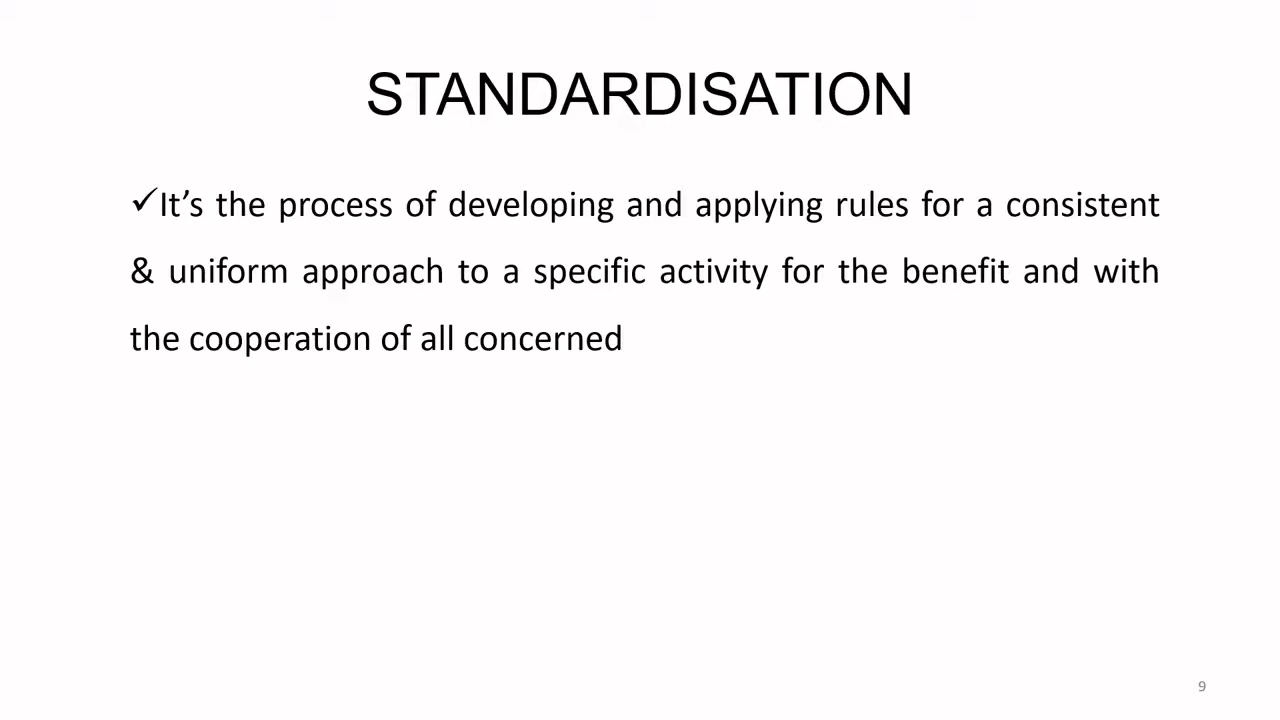 STANDARDISATION
✓It’s the process of developing and applying rules for a consistent
& uniform approach to a specific activity for the benefit and with
the cooperation of all concerned
9